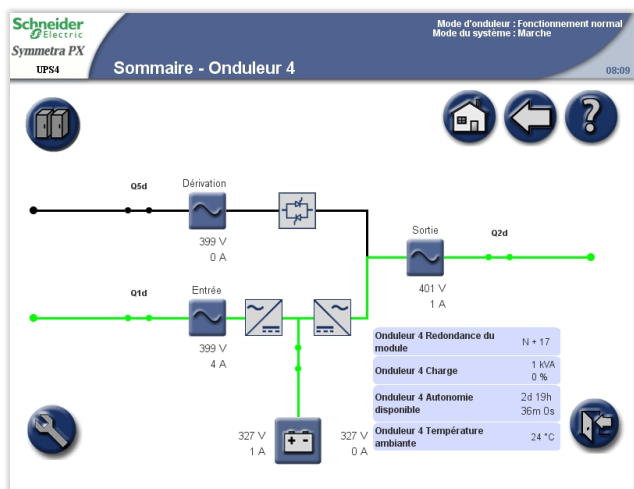 Schneider
Electric
Symmetra PX
UPS4
Sommaire - Onduleur 4
Mode d'onduleur : Fonctionnement normal
Mode du système : Marche
08:09
?
Q5d
Dérivation
399 V
0 A
Sortie
Q2d
401 V
1 A
Q1d
Entrée
399 V
4 A
Onduleur 4 Redondance du
module
N + 17
Onduleur 4 Charge
1 kVA
0 %
Onduleur 4 Autonomie
disponible
2d 19h
36m 0s
Onduleur 4 Température
ambiante
24 °C
327 V
1 A
327 V
0 A